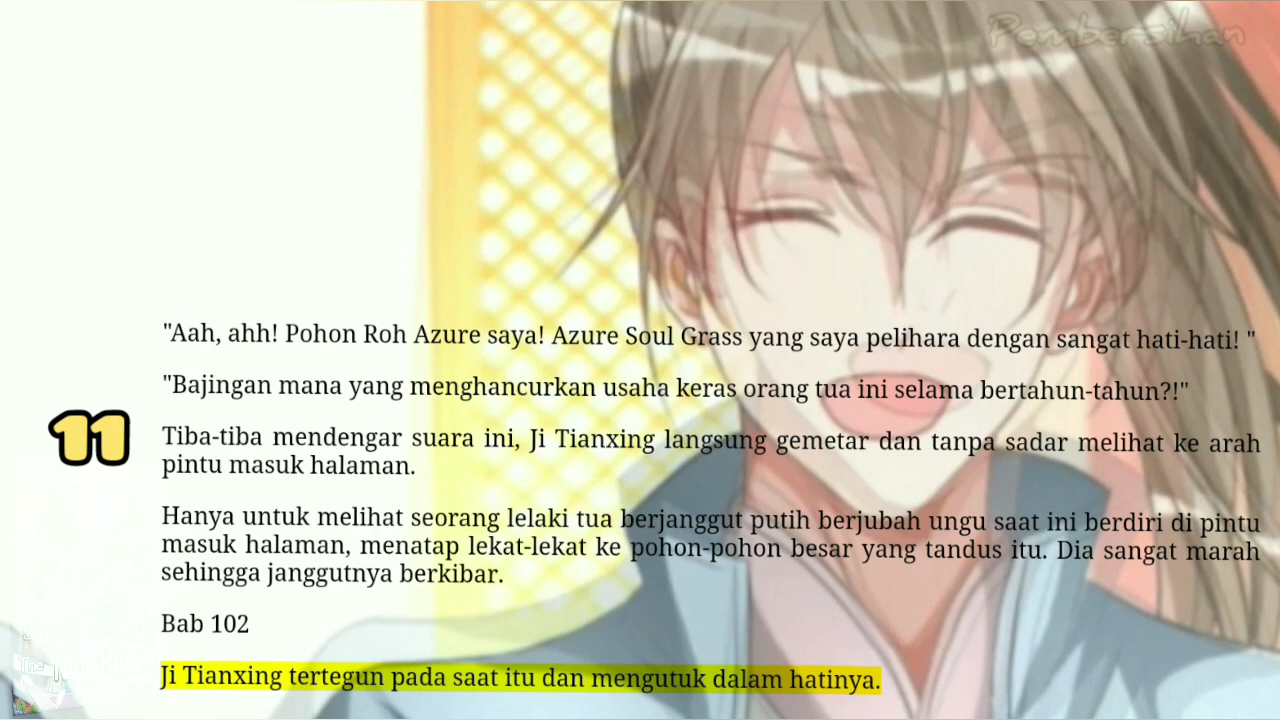 Pembersihan
"Aah, ahh! Pohon Roh Azure saya! Azure Soul Grass yang saya pelihara dengan sangat hati-hati! "
"Bajingan mana yang menghancurkan usaha keras orang tua ini selama bertahun-tahun?!"
11
Tiba-tiba mendengar suara ini, Ji Tianxing langsung gemetar dan tanpa sadar melihat ke arah
pintu masuk halaman.
Hanya untuk melihat seorang lelaki tua berjanggut putih berjubah ungu saat ini berdiri di pintu
masuk halaman, menatap lekat-lekat ke pohon-pohon besar yang tandus itu. Dia sangat marah
sehingga janggutnya berkibar.
Bab 102
The
Ji Tianxing tertegun pada saat itu dan mengutuk dalam hatinya.